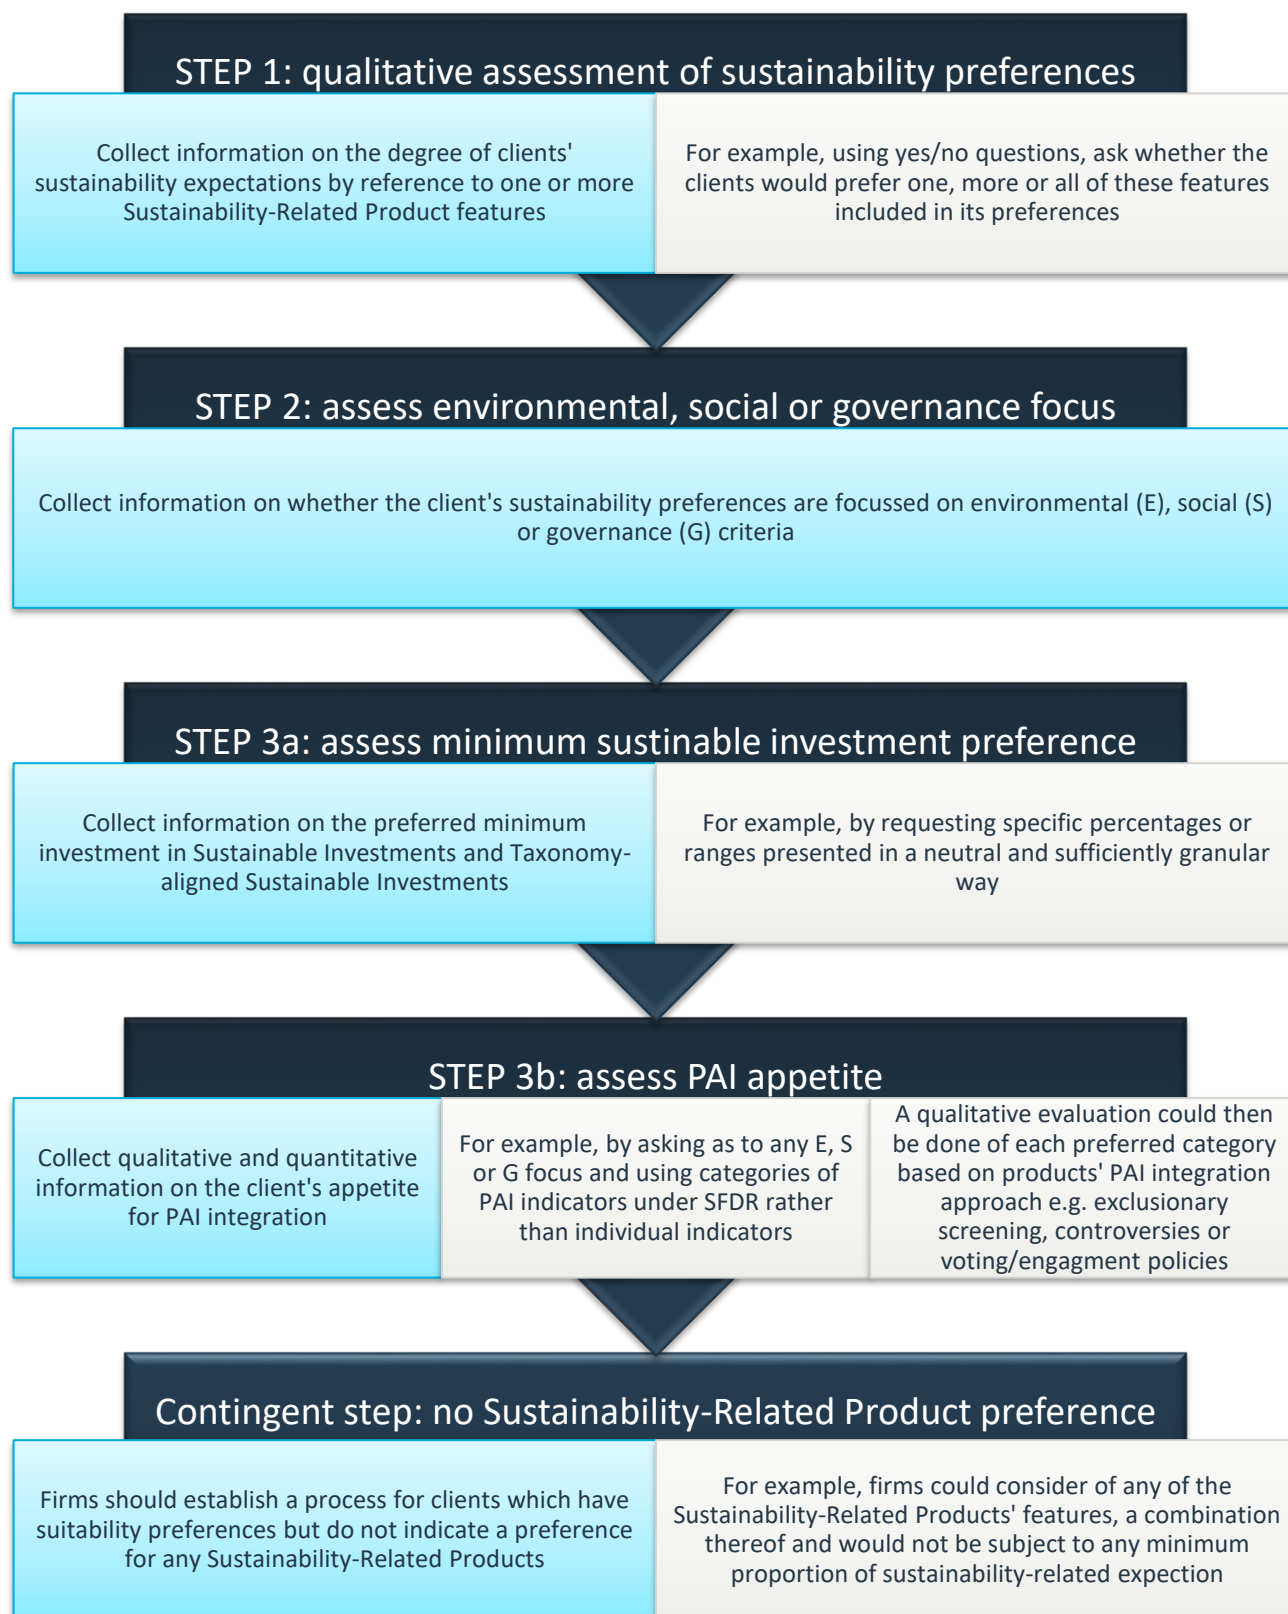 STEP 1: qualitative assessment of sustainability preferences
Collect information on the degree of clients'
sustainability expectations by reference to one or more
Sustainability-Related Product features
For example, using yes/no questions, ask whether the
clients would prefer one, more or all of these features
included in its preferences
STEP 2: assess environmental, social or governance focus
Collect information on whether the client's sustainability preferences are focussed on environmental (E), social (S)
or governance (G) criteria
STEP 3a: assess minimum sustinable investment preference
Collect information on the preferred minimum
investment in Sustainable Investments and Taxonomy-
aligned Sustainable Investments
For example, by requesting specific percentages or
ranges presented in a neutral and sufficiently granular
way
STEP 3b: assess PAI appetite
Collect qualitative and quantitative
information on the client's appetite
for PAI integration
For example, by asking as to any E, S
or G focus and using categories of
PAI indicators under SFDR rather
than individual indicators
A qualitative evaluation could then
be done of each preferred category
based on products' PAI integration
approach e.g. exclusionary
screening, controversies or
voting/engagment policies
Contingent step: no Sustainability-Related Product preference
Firms should establish a process for clients which have
suitability preferences but do not indicate a preference
for any Sustainability-Related Products
For example, firms could consider of any of the
Sustainability-Related Products' features, a combination
thereof and would not be subject to any minimum
proportion of sustainability-related expection